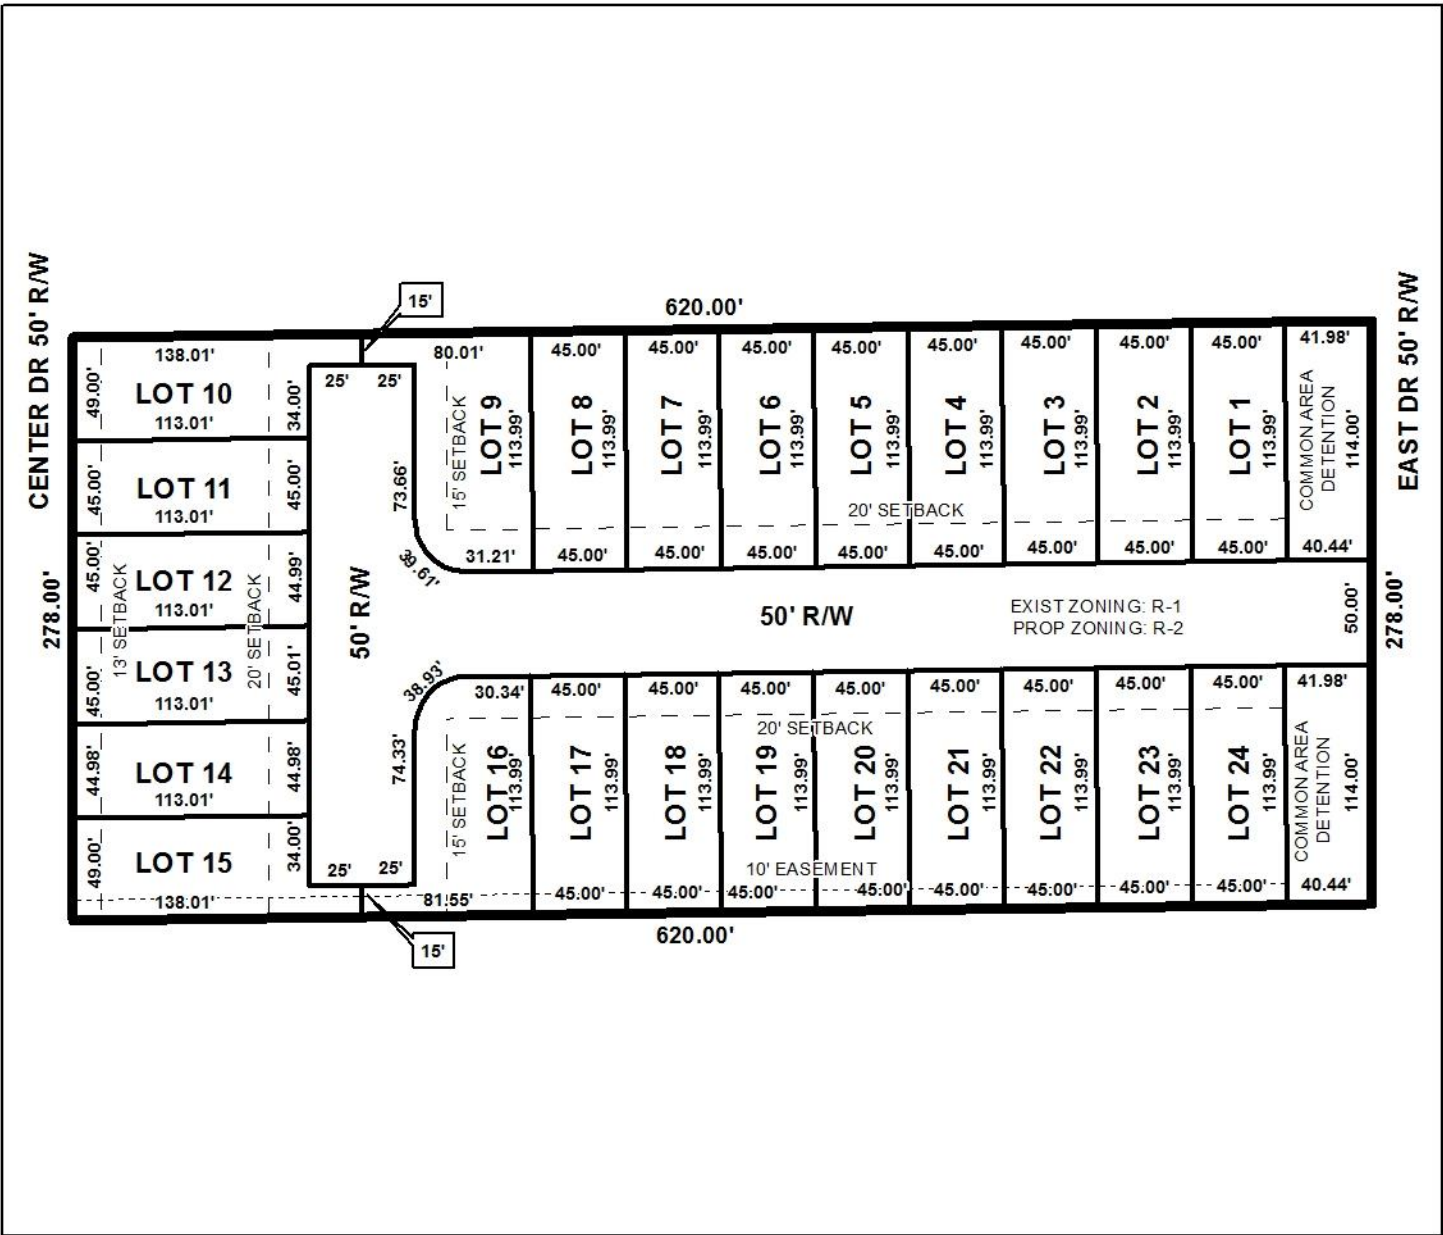 CENTER DR 50' R/W
278.00'
15'
620.00'
EAST DR 50' R/W
278.00'
138.01'
LOT 10
113.01'
49.00'
34.00'
LOT 11
113.01'
45.00'
45.00'
LOT 12
113.01'
45.00'
44.99'
13' SETBACK
20' SETBACK
LOT 13
113.01'
45.00'
45.01'
LOT 14
113.01'
44.98'
44.98'
LOT 15
138.01'
49.00'
34.00'
25'
25'
73.66'
39.61'
50' R/W
38.93'
74.33'
25'
25'
15'
80.01'
15' SETBACK
LOT 9
113.99'
31.21'
45.00'
LOT 8
113.99'
45.00'
45.00'
LOT 7
113.99'
45.00'
45.00'
LOT 6
113.99'
45.00'
45.00'
LOT 5
113.99'
45.00'
20' SETBACK
45.00'
LOT 4
113.99'
45.00'
45.00'
LOT 3
113.99'
45.00'
45.00'
LOT 2
113.99'
45.00'
45.00'
LOT 1
113.99'
45.00'
41.98'
COMMON AREA
DETENTION
114.00'
40.44'
50' R/W
EXIST ZONING: R-1
PROP ZONING: R-2
50.00'
30.34'
15' SETBACK
LOT 16
113.99'
81.55'
45.00'
LOT 17
113.99'
45.00'
45.00'
LOT 18
113.99'
45.00'
45.00'
20' SETBACK
LOT 19
113.99'
45.00'
45.00'
LOT 20
113.99'
10' EASEMENT
45.00'
45.00'
LOT 21
113.99'
45.00'
45.00'
LOT 22
113.99'
45.00'
45.00'
LOT 23
113.99'
45.00'
45.00'
LOT 24
113.99'
45.00'
41.98'
COMMON AREA
DETENTION
114.00'
40.44'
620.00'